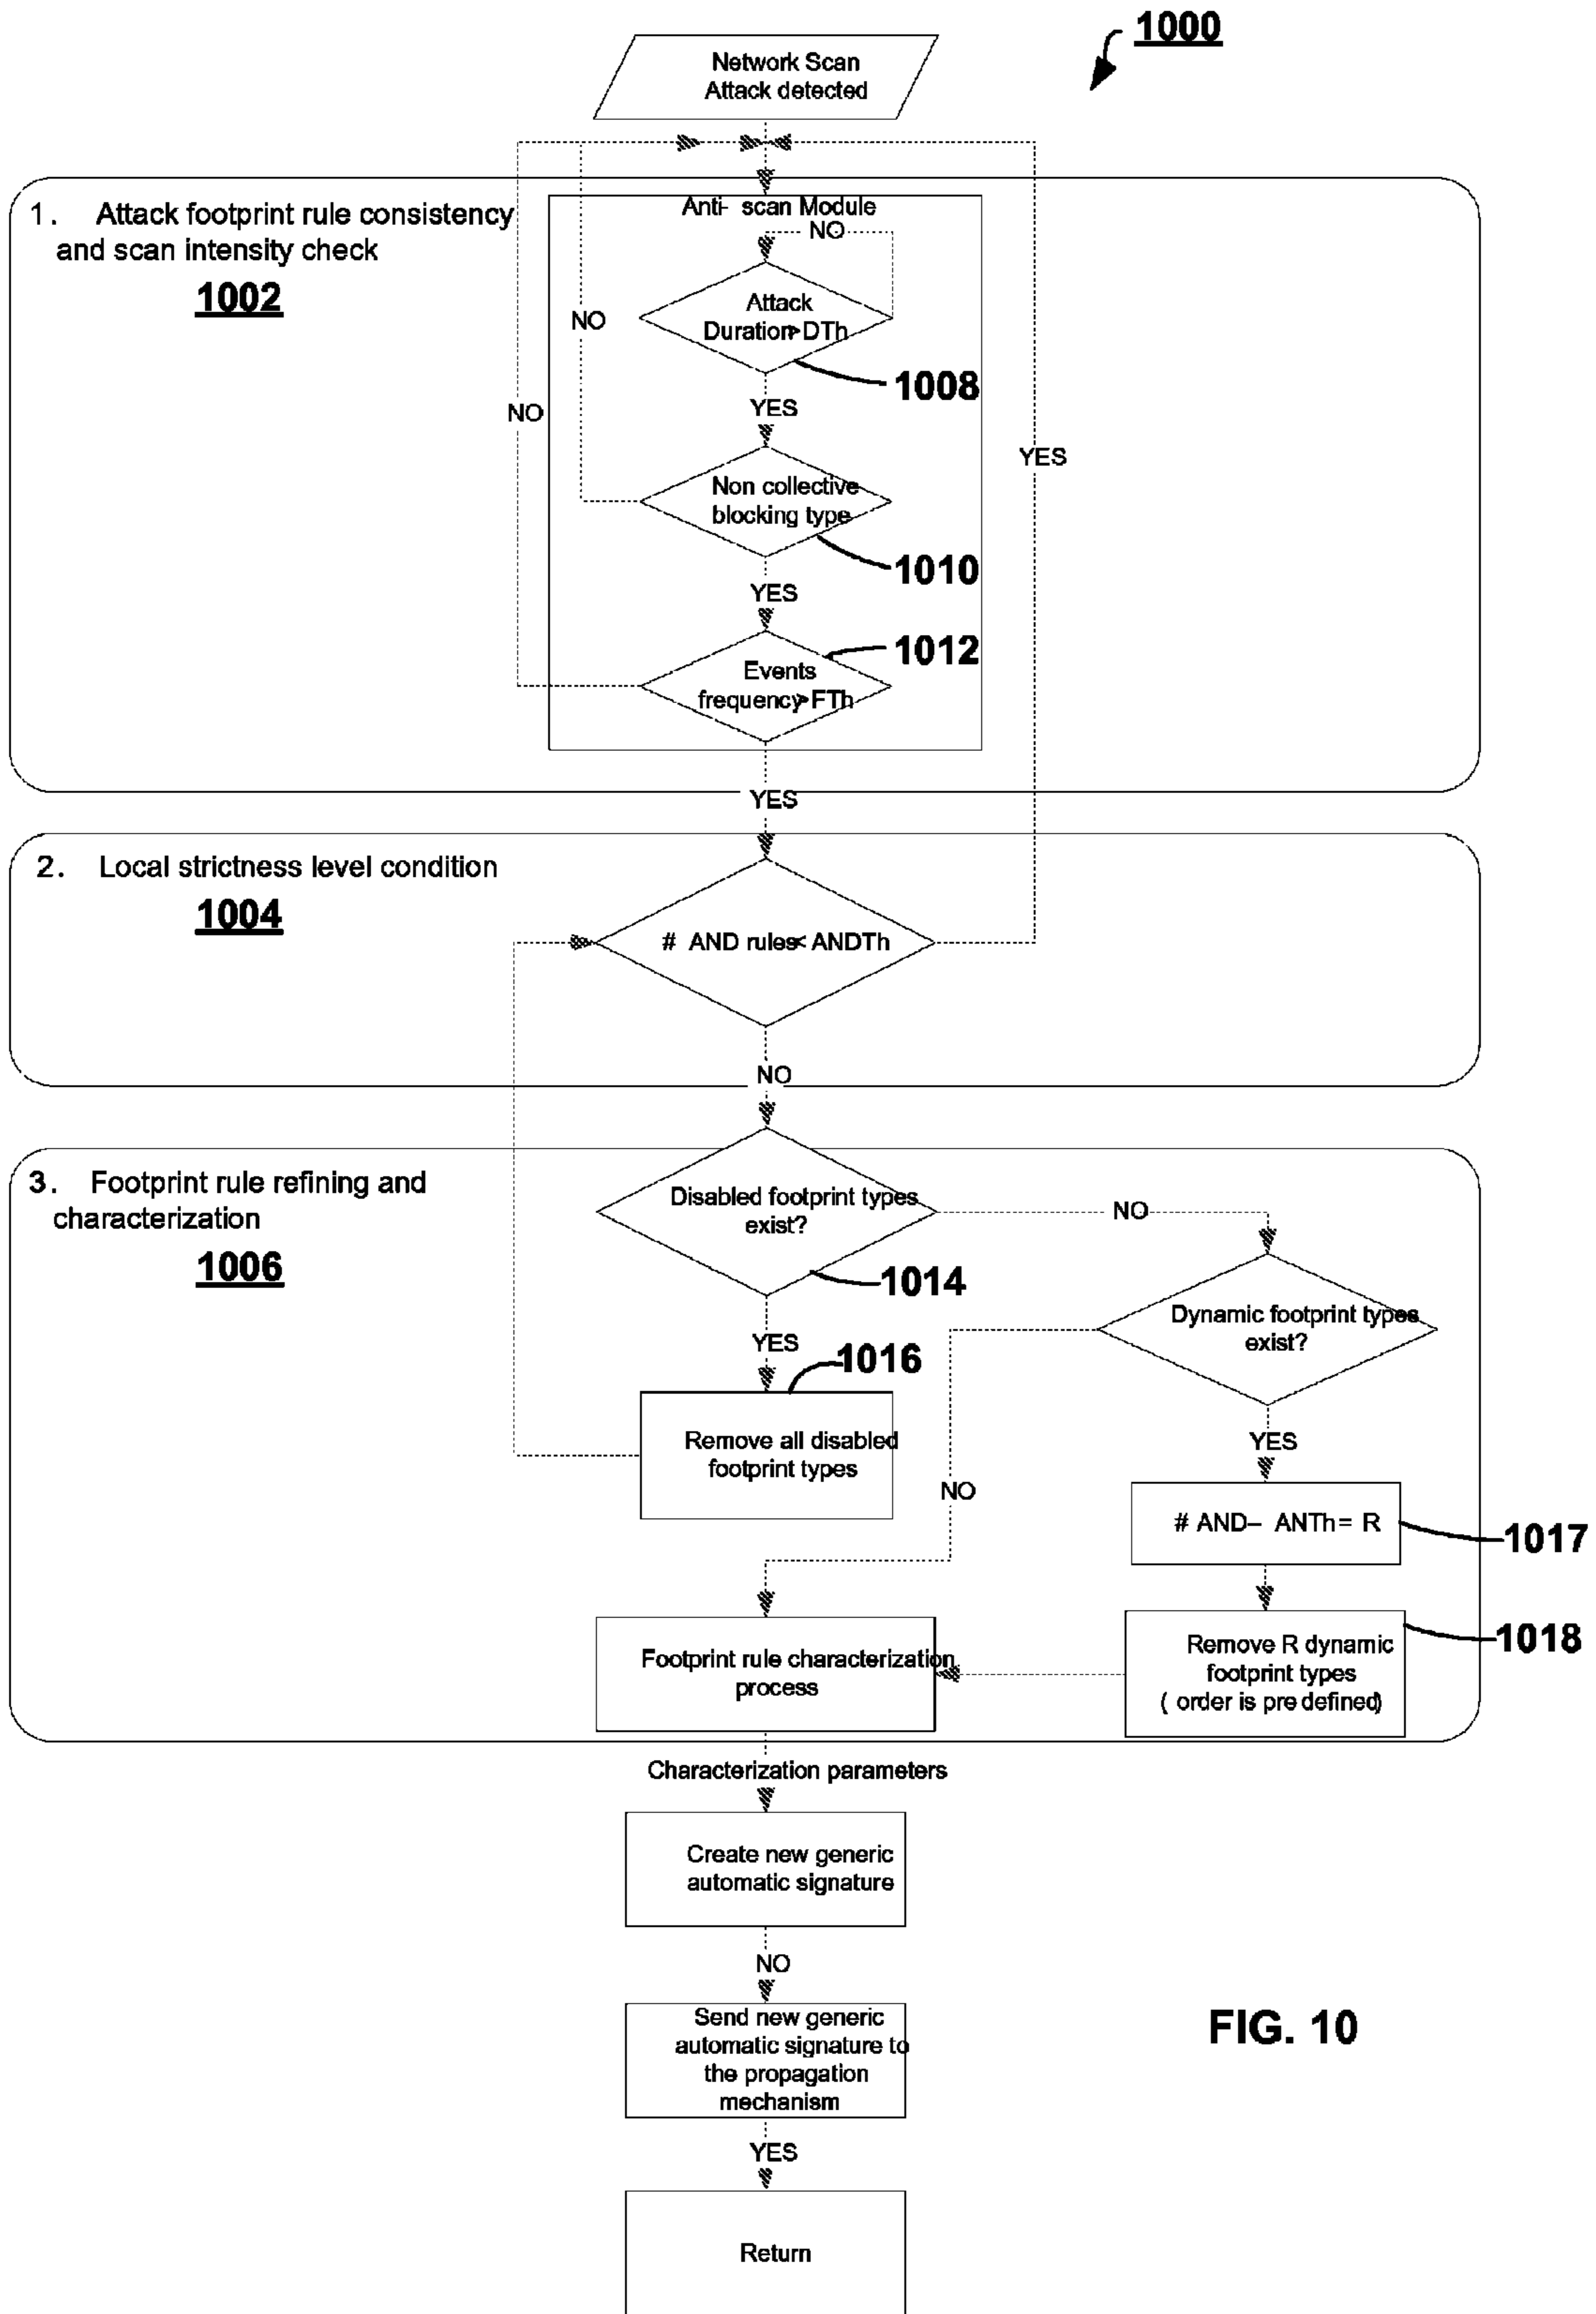 1000
Network Scan
Attack detected
1. Attack footprint rule consistency
and scan intensity check
1002
Anti- scan Module
NO
Attack
Duration>DTh
1008
NO
NO
YES
YES
Non collective
blocking type
1010
YES
1012
Events
frequency>FTh
YES
2. Local strictness level condition
1004
# AND rules< ANDTh
NO
3. Footprint rule refining and
characterization
1006
Disabled footprint types
exist?
NO
1014
Dynamic footprint types
exist?
YES
1016
Remove all disabled
footprint types
YES
NO
# AND– ANTh= R
1017
Footprint rule characterization
process
Remove R dynamic
footprint types
( order is pre defined)
1018
Characterization parameters
Create new generic
automatic signature
NO
Send new generic
automatic signature to
the propagation
mechanism
FIG. 10
YES
Return